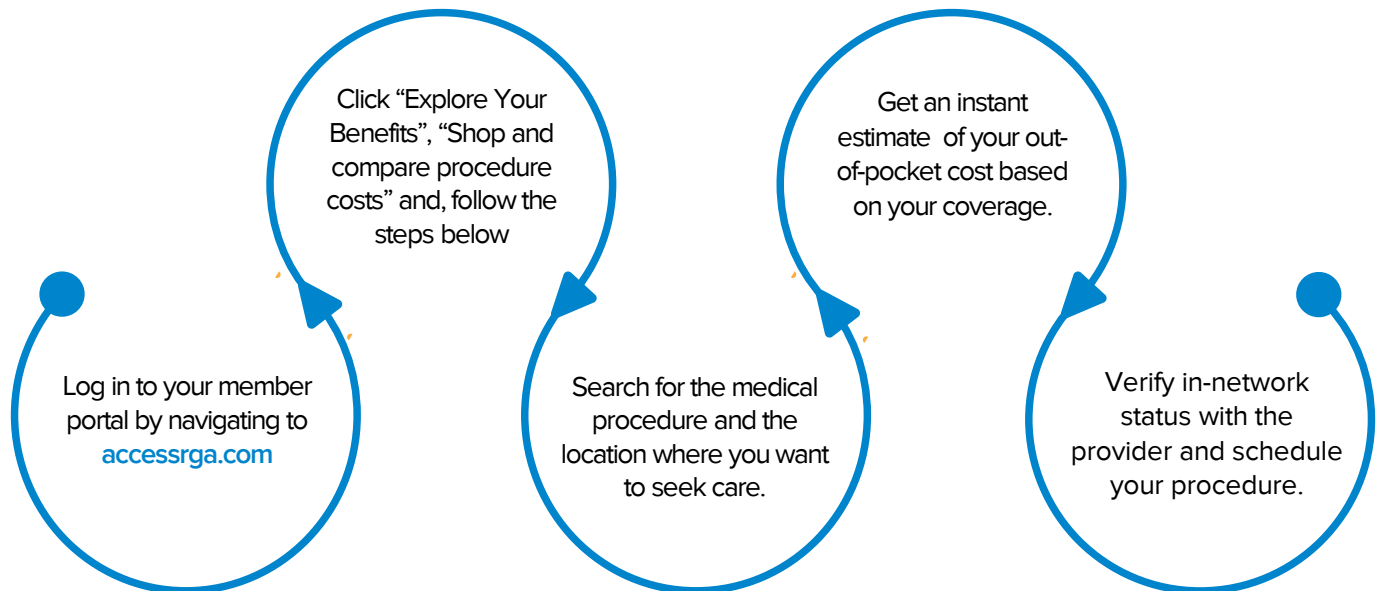 Log in to your member
portal by navigating to
accessrga.com
Click “Explore Your
Benefits”, “Shop and
compare procedure
costs” and, follow the
steps below
Search for the medical
procedure and the
location where you want
to seek care.
Get an instant
estimate of your out-
of-pocket cost based
on your coverage.
Verify in-network
status with the
provider and schedule
your procedure.